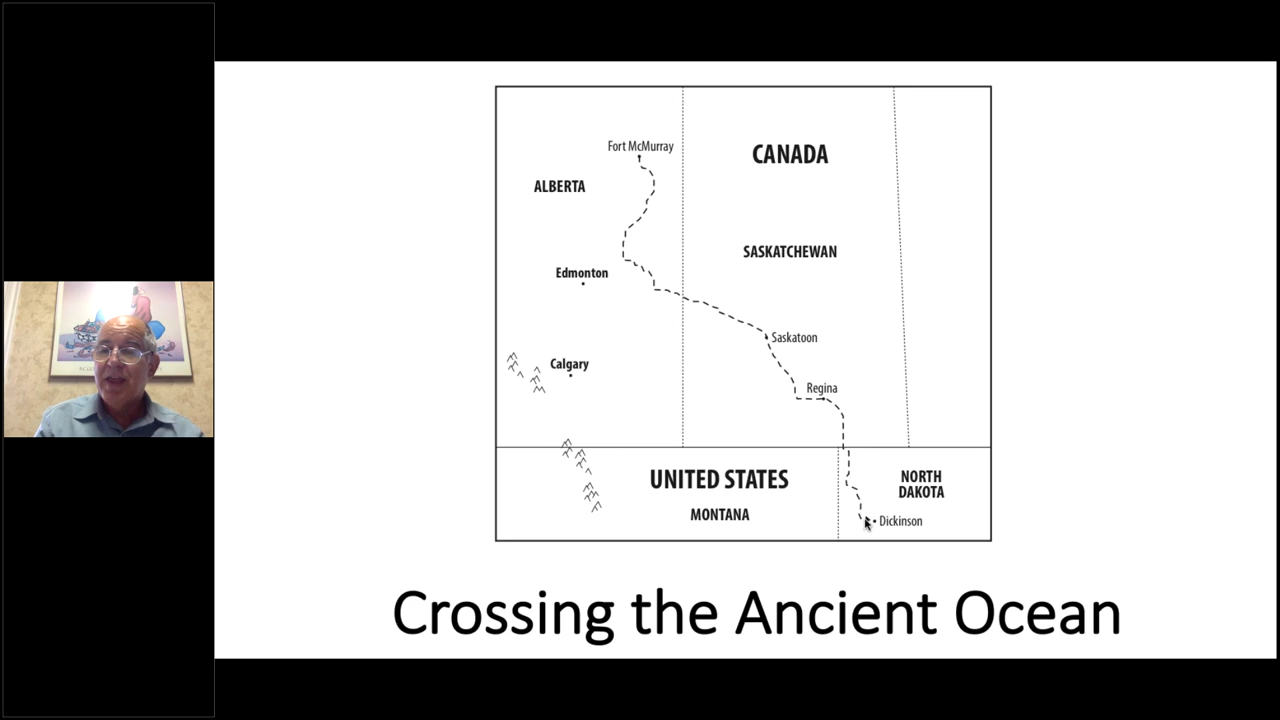 Fort McMurray
CANADA
ALBERTA
SASKATCHEWAN
Edmonton
Saskatoon
Calgary
Regina
UNITED STATES
NORTH
DAKOTA
MONTANA
Dickinson
Crossing the Ancient Ocean